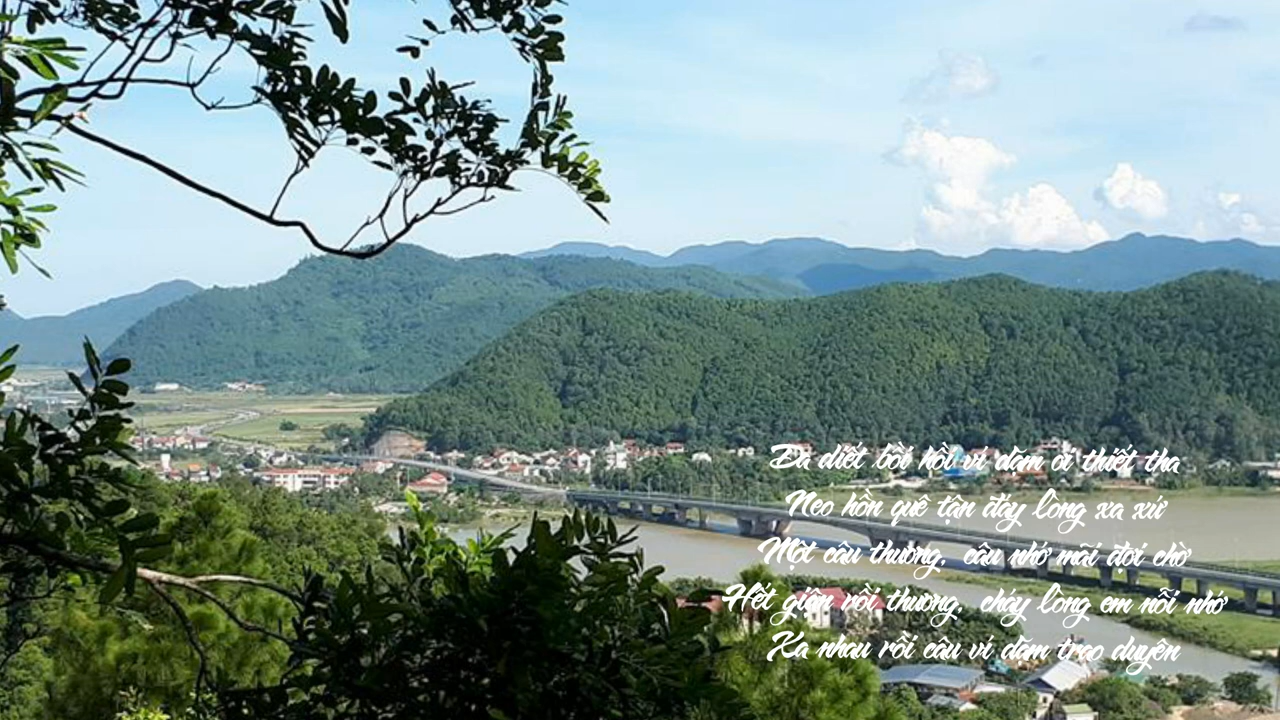 Da diết bồi hồi ví dặm ơi thiết tha
Neo hồn quê tận đáy lòng xa xứ
Một câu thương, câu nhớ mãi đợi chờ
Hết giận rồi thương, cháy lòng em nỗi nhớ
Xa nhau rồi câu ví dặm trao duyên